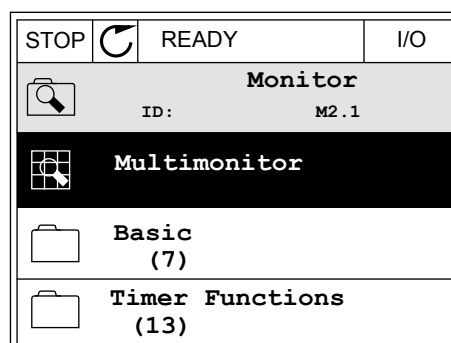 STOP READY I/O
Monitor
ID: M2.1
Multimonitor
Basic
(7)
Timer Functions
(13)